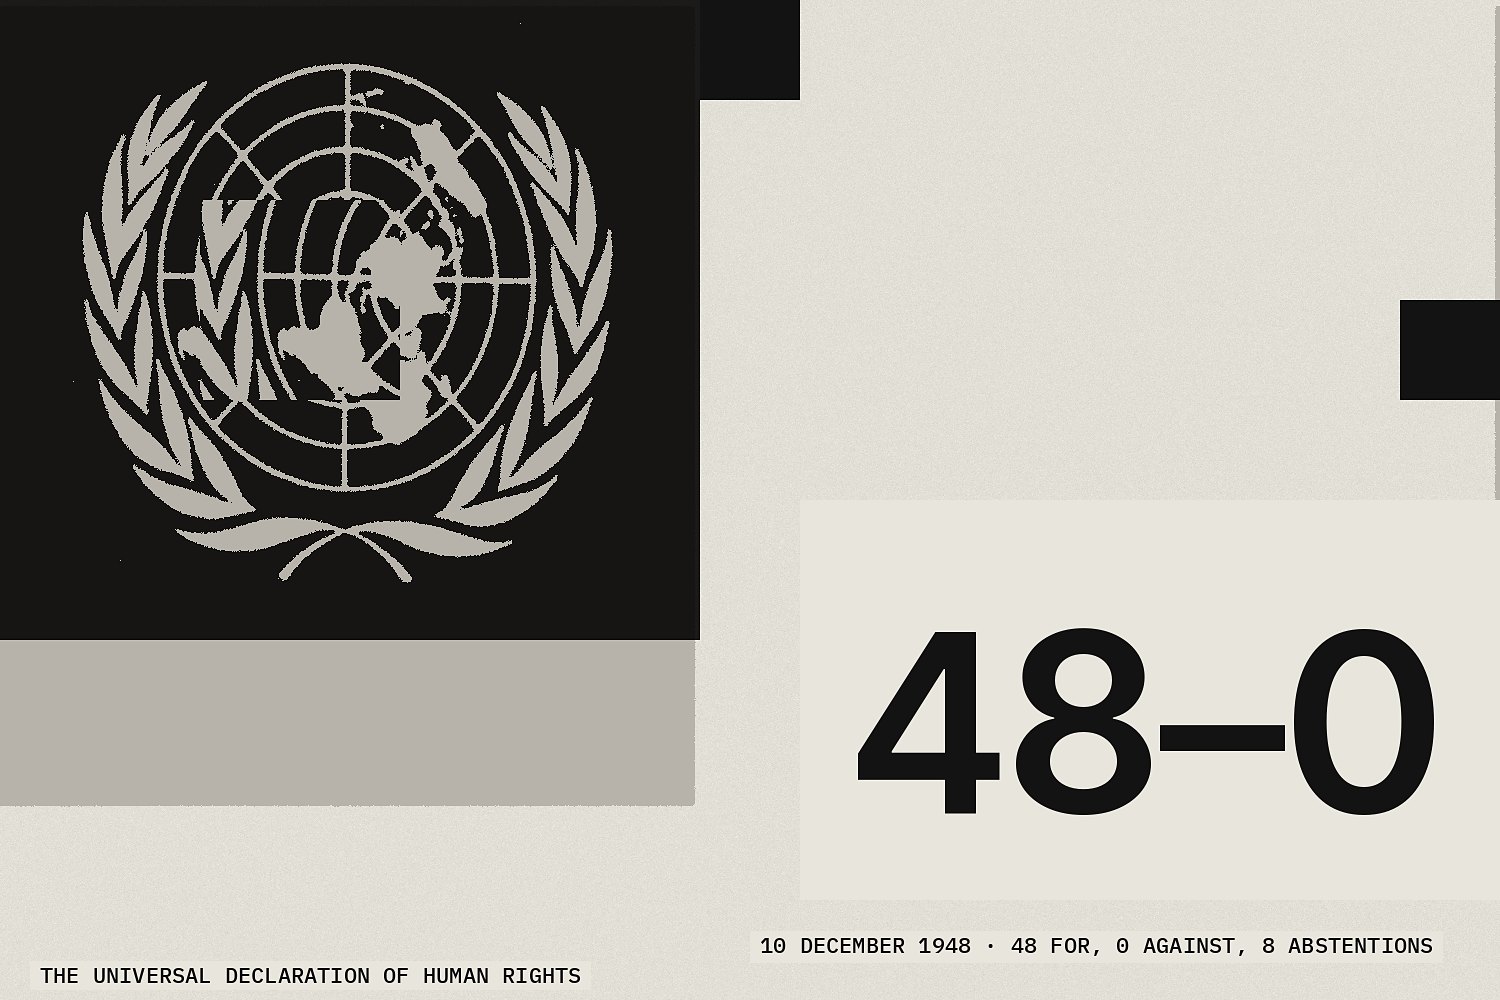 48–0
10 DECEMBER 1948 · 48 FOR, 0 AGAINST, 8 ABSTENTIONS
THE UNIVERSAL DECLARATION OF HUMAN RIGHTS